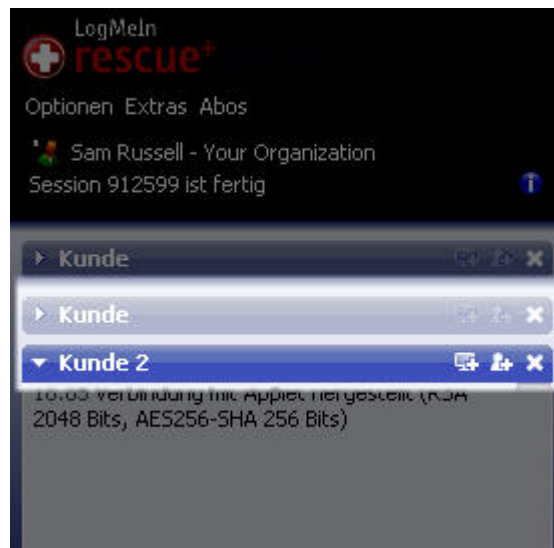 LogMeIn
rescue+
Optionen Extras Abos
Sam Russell - Your Organization
Session 912599 ist fertig
Kunde
Kunde
Kunde 2
Verbindung mit Applet hergestellt (RSA
2048 Bits, AES256-SHA 256 Bits)